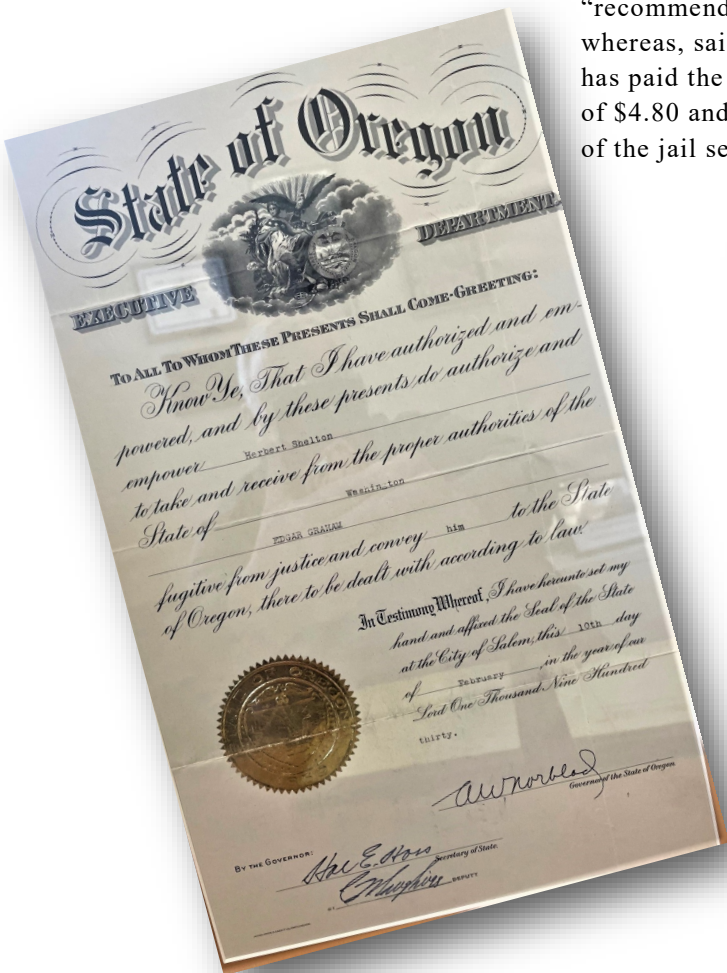 “recommend
whereas, sai
has paid the
of $4.80 and
of the jail se
State of Oregon
EXECUTIVE DEPARTMENT.
TO ALL TO WHOM THESE PRESENTS SHALL COME-GREETING:
Know Ye, That I have authorized and em-
powered, and by these presents do authorize and
empower Herbert Shelton
to take and receive from the proper authorities of the
State of Washin ton
EDGAR GRAHAM
fugitive from justice and convey him to the State
of Oregon, there to be dealt with according to law.
In Testimony Whereof, I have hereunto set my
hand and affixed the Seal of the State
at the City of Salem, this 10th day
of February in the year of our
Lord One Thousand Nine Hundred
thirty.
AW Norblad
Governor of the State of Oregon
BY THE GOVERNOR:
Hal E. Hoss
Secretary of State.
BY DEPUTY